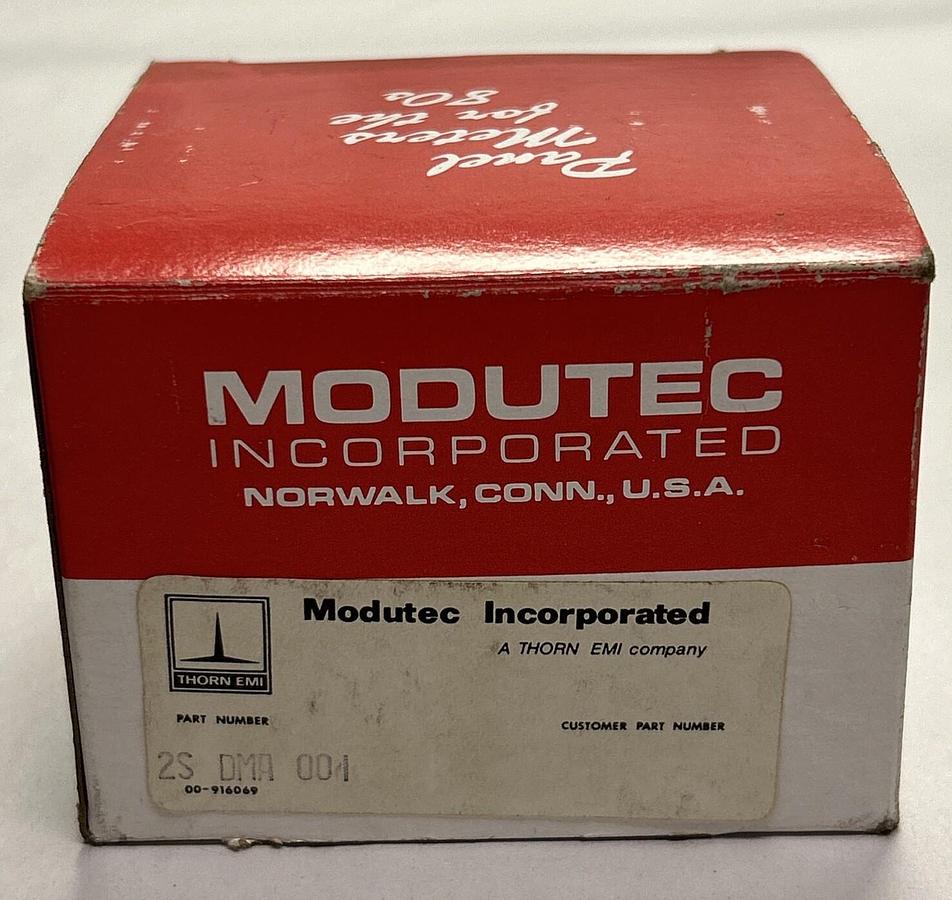 Panel
Meters
for the
80s
MODUTEC
INCORPORATED
NORWALK, CONN., U.S.A.
Modutec Incorporated
A THORN EMI company
THORN EMI
PART NUMBER
CUSTOMER PART NUMBER
2S DMA 001
00-916069